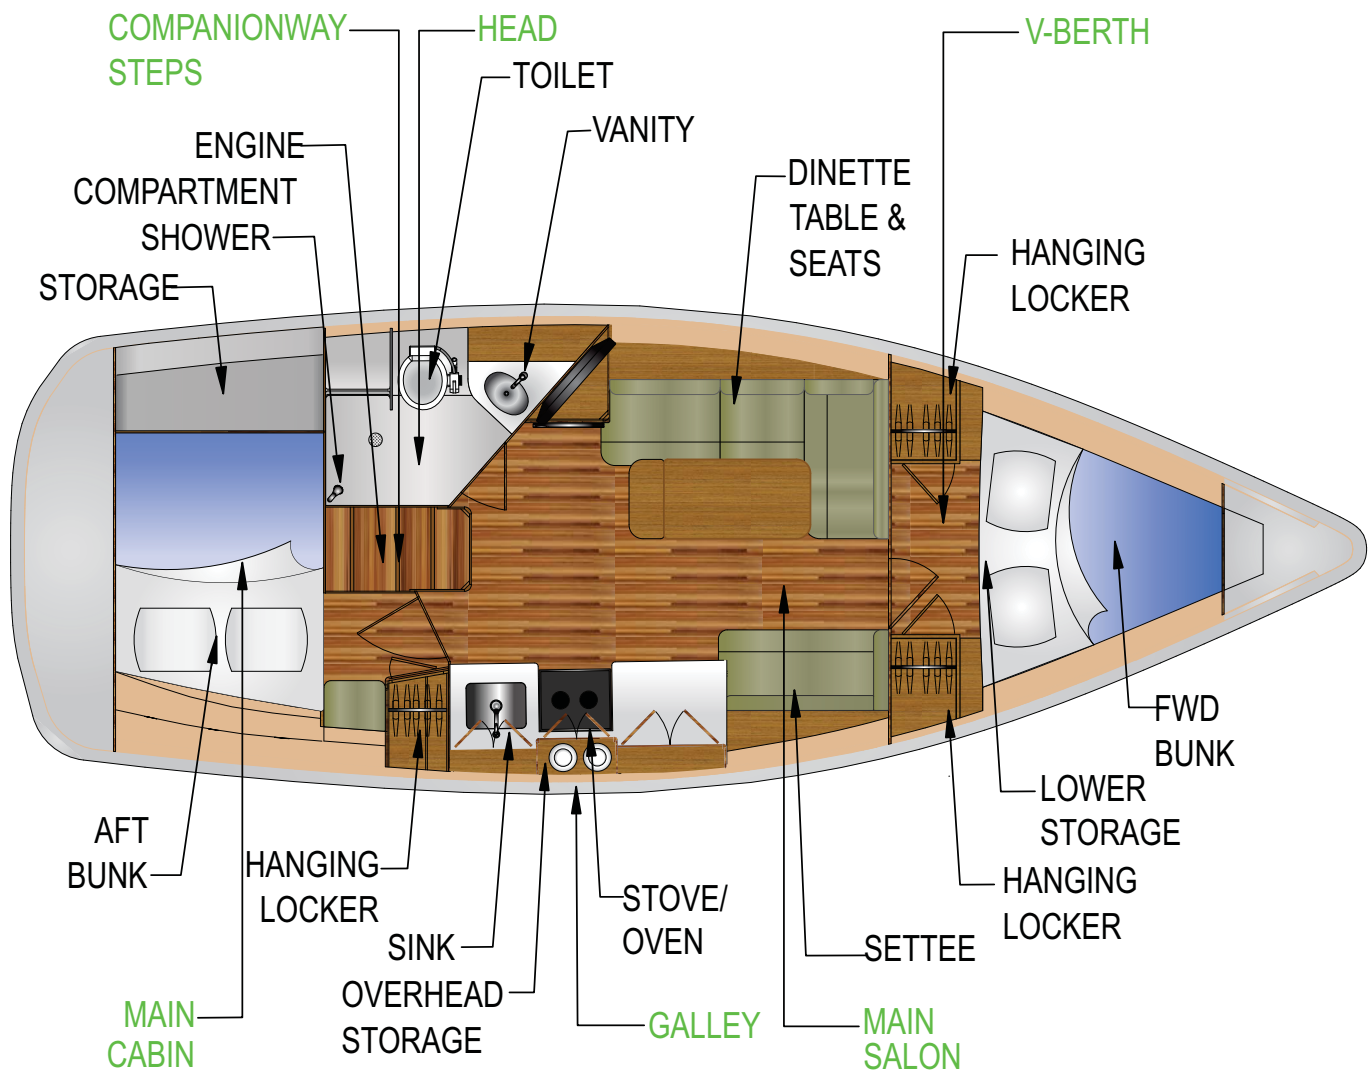 COMPANIONWAY
STEPS
HEAD
V-BERTH
TOILET
VANITY
ENGINE
COMPARTMENT
DINETTE
TABLE &
SEATS
SHOWER
HANGING
LOCKER
STORAGE
FWD
BUNK
LOWER
STORAGE
AFT
BUNK
HANGING
LOCKER
HANGING
LOCKER
STOVE/
OVEN
SINK
SETTEE
OVERHEAD
STORAGE
MAIN
CABIN
GALLEY
MAIN
SALON